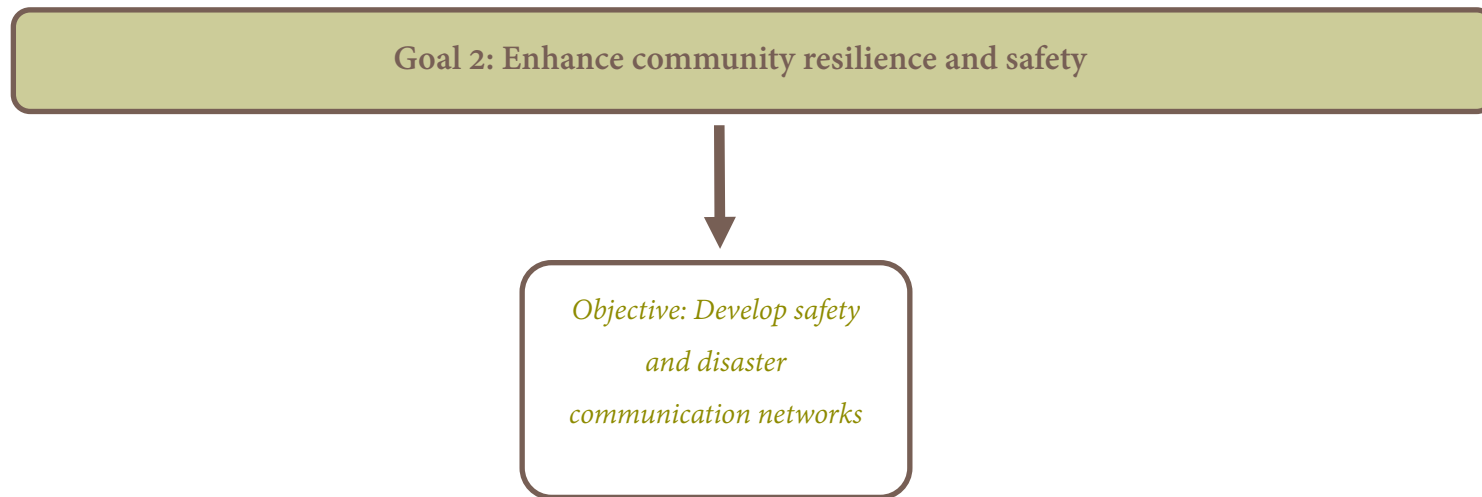 Goal 2: Enhance community resilience and safety
Objective: Develop safety
and disaster
communication networks